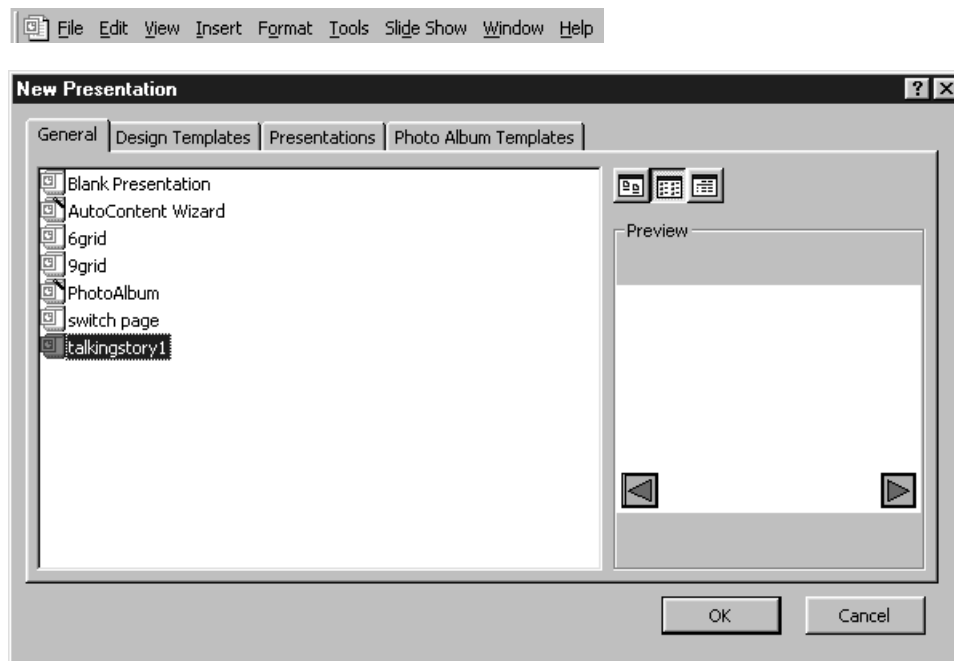 File Edit View Insert Format Tools Slide Show Window Help
New Presentation
General Design Templates Presentations Photo Album Templates
Blank Presentation
AutoContent Wizard
6grid
9grid
PhotoAlbum
switch page
talkingstory1
Preview
OK Cancel